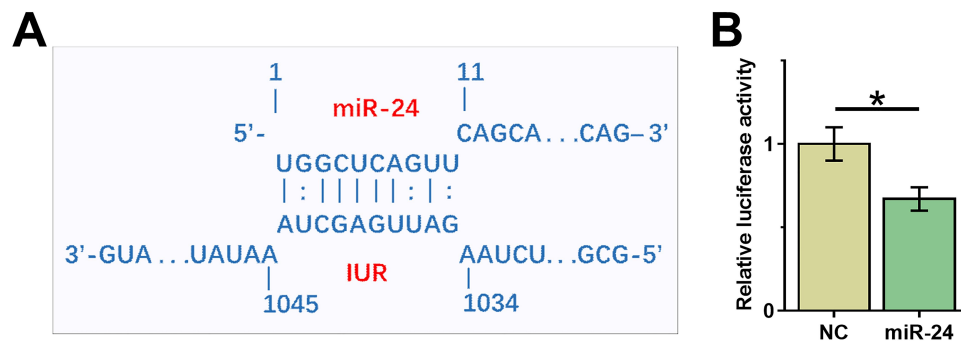 A
1 11
miR-24
5’- CAGCA...CAG–3’
UGGCUCAGUU
|:|||||:|:
AUCGAGUUAG
3’-GUA...UAUAA AAUCU...GCG-5’
IUR
1045 1034
B
Relative luciferase activity
1
0
*
NC miR-24